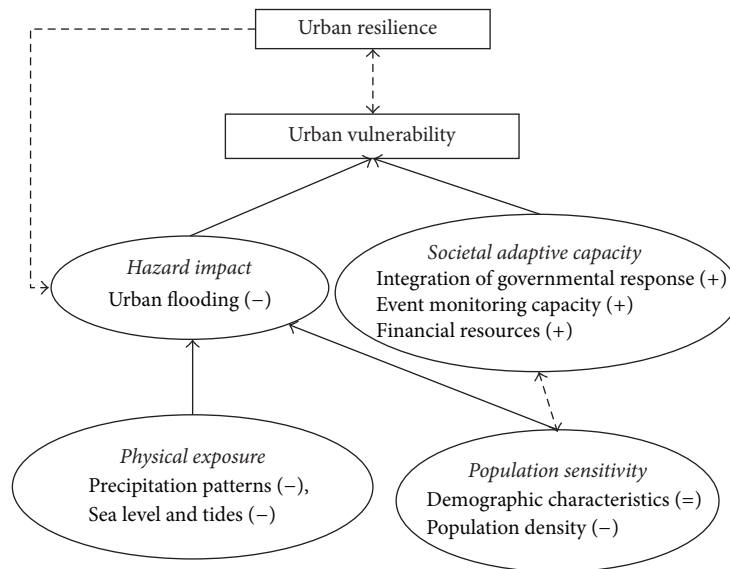 Urban resilience
Urban vulnerability
Hazard impact
Urban flooding (−)
Societal adaptive capacity
Integration of governmental response (+)
Event monitoring capacity (+)
Financial resources (+)
Physical exposure
Precipitation patterns (−),
Sea level and tides (−)
Population sensitivity
Demographic characteristics (=)
Population density (−)